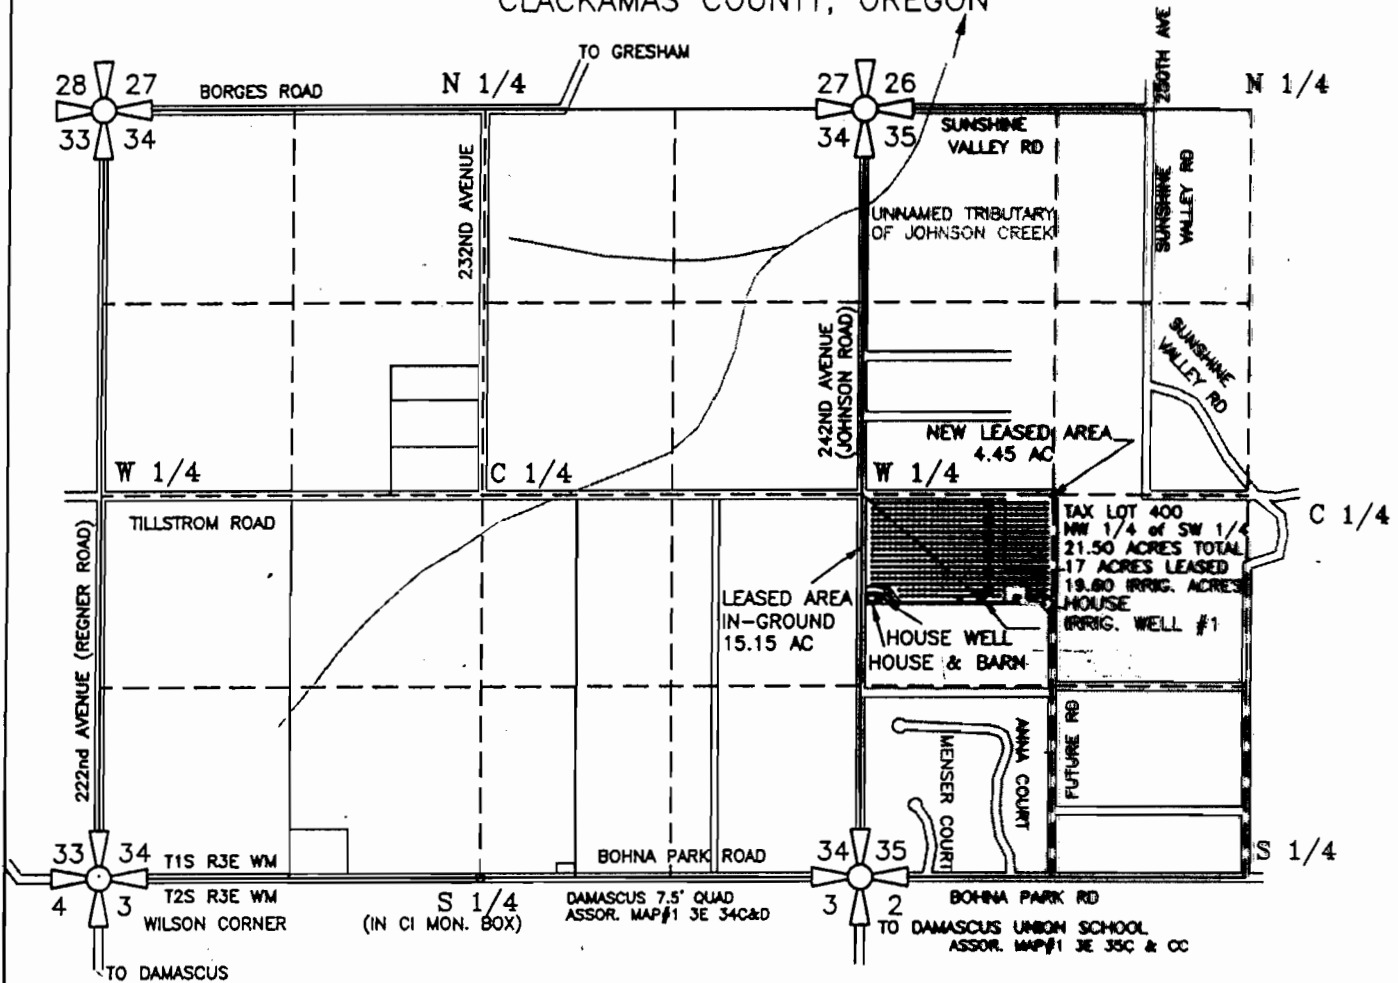 CLACKAMAS COUNTY, OREGON
TO GRESHAM
250TH AVE
28 27
BORGES ROAD
N 1/4
27 26
N 1/4
33 34
34 35
SUNSHINE
VALLEY RD
232ND AVENUE
SUNSHINE
VALLEY RD
UNNAMED TRIBUTARY
OF JOHNSON CREEK
242ND AVENUE
(JOHNSON ROAD)
SUNSHINE
VALLEY RD
NEW LEASED AREA
4.45 AC
W 1/4
C 1/4
W 1/4
C 1/4
TILLSTROM ROAD
TAX LOT 400
NW 1/4 of SW 1/4
21.50 ACRES TOTAL
17 ACRES LEASED
19.60 IRRIG. ACRES
HOUSE
IRRIG. WELL #1
222nd AVENUE (REGNER ROAD)
LEASED AREA
IN-GROUND
15.15 AC
HOUSE WELL
HOUSE & BARN
FUTURE RD
ANNA COURT
MENSER COURT
33 34
T1S R3E WM
BOHNA PARK ROAD
34 35
S 1/4
4 3
T2S R3E WM
WILSON CORNER
S 1/4
(IN CI MON. BOX)
DAMASCUS 7.5' QUAD
ASSOR. MAP#1 3E 34C&D
3 2
BOHNA PARK RD
TO DAMASCUS UNION SCHOOL
ASSOR. MAP#1 3E 35C & CC
TO DAMASCUS